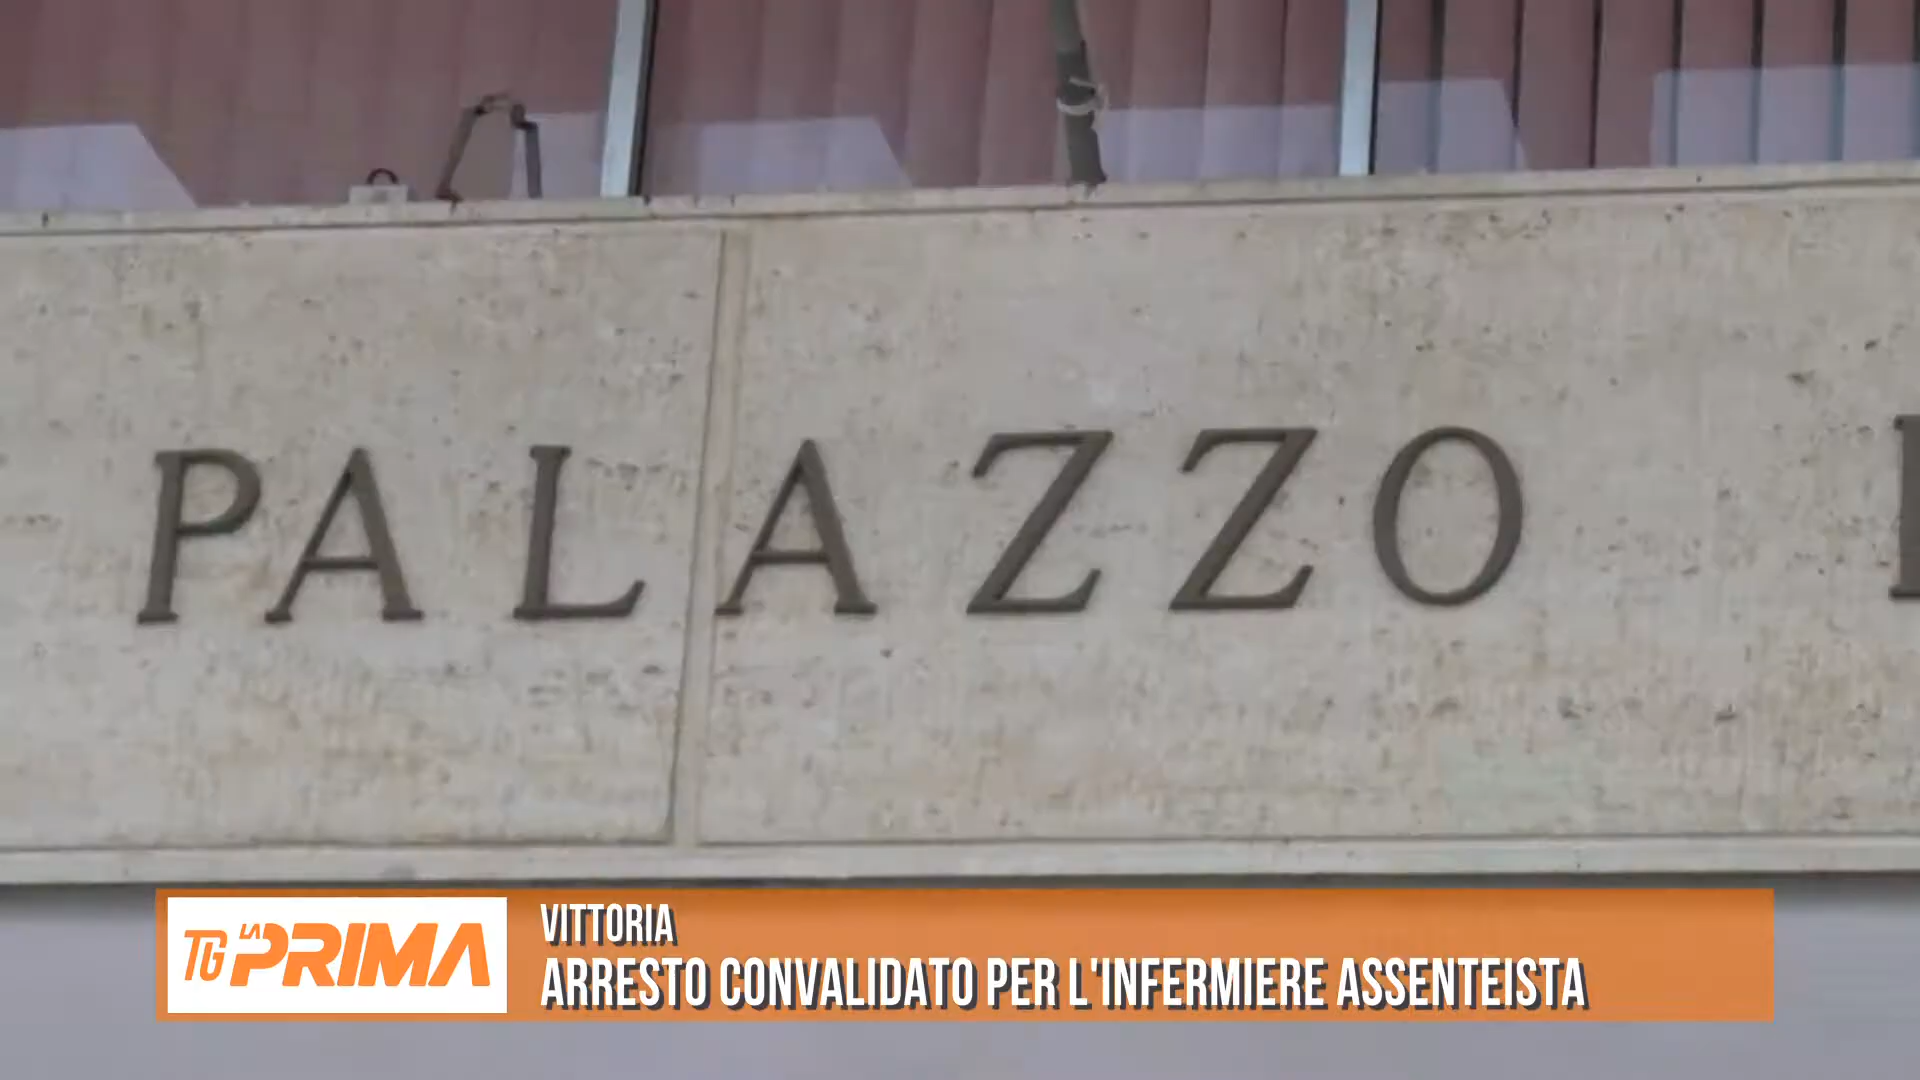 PALAZZO
TG LA PRIMA
VITTORIA
ARRESTO CONVALIDATO PER L'INFERMIERE ASSENTEISTA